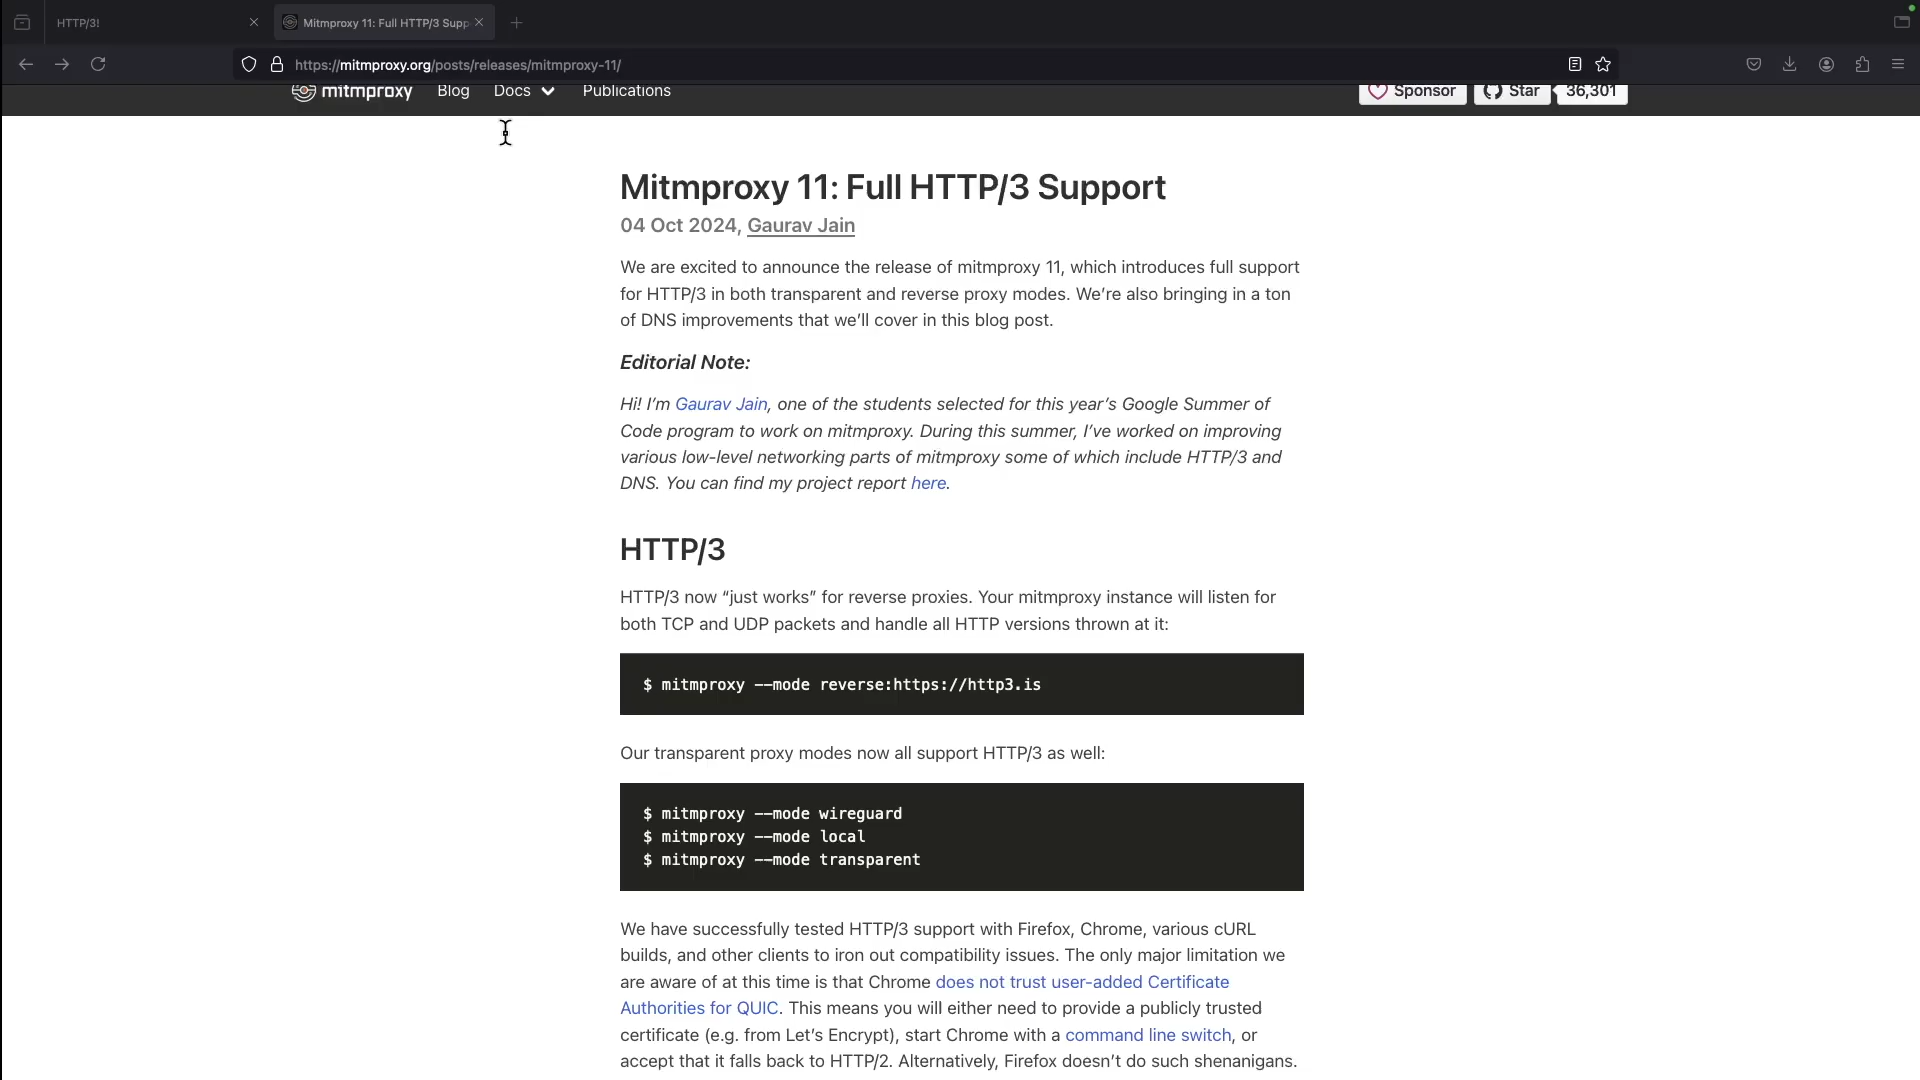 HTTP/3!
Mitmproxy 11: Full HTTP/3 Supp
https://mitmproxy.org/posts/releases/mitmproxy-11/
mitmproxy Blog Docs Publications Sponsor Star 36,301
Mitmproxy 11: Full HTTP/3 Support
04 Oct 2024, Gaurav Jain
We are excited to announce the release of mitmproxy 11, which introduces full support
for HTTP/3 in both transparent and reverse proxy modes. We’re also bringing in a ton
of DNS improvements that we’ll cover in this blog post.
Editorial Note:
Hi! I’m Gaurav Jain, one of the students selected for this year’s Google Summer of
Code program to work on mitmproxy. During this summer, I’ve worked on improving
various low-level networking parts of mitmproxy some of which include HTTP/3 and
DNS. You can find my project report here.
HTTP/3
HTTP/3 now “just works” for reverse proxies. Your mitmproxy instance will listen for
both TCP and UDP packets and handle all HTTP versions thrown at it:
$ mitmproxy --mode reverse:https://http3.is
Our transparent proxy modes now all support HTTP/3 as well:
$ mitmproxy --mode wireguard
$ mitmproxy --mode local
$ mitmproxy --mode transparent
We have successfully tested HTTP/3 support with Firefox, Chrome, various cURL
builds, and other clients to iron out compatibility issues. The only major limitation we
are aware of at this time is that Chrome does not trust user-added Certificate
Authorities for QUIC. This means you will either need to provide a publicly trusted
certificate (e.g. from Let’s Encrypt), start Chrome with a command line switch, or
accept that it falls back to HTTP/2. Alternatively, Firefox doesn’t do such shenanigans.